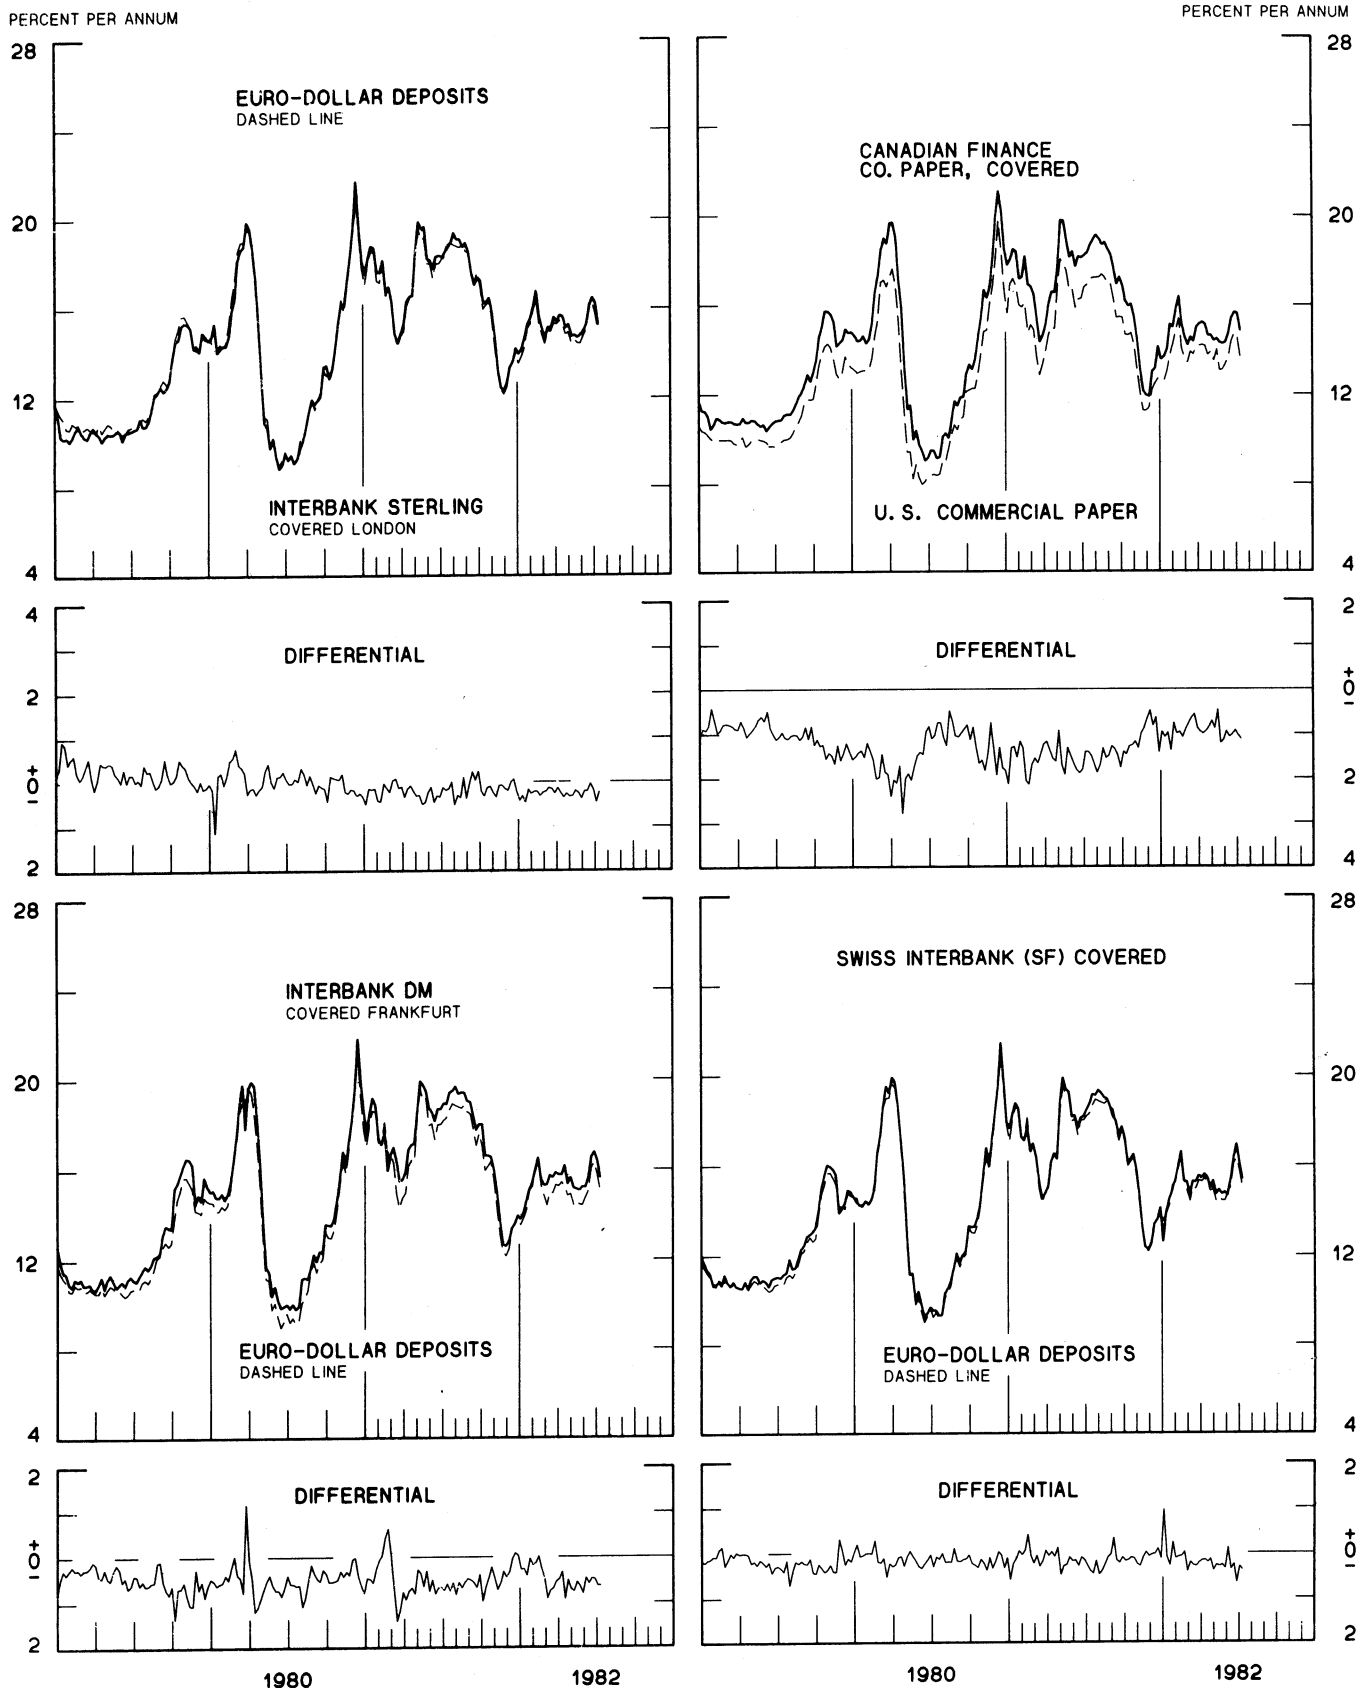 PERCENT PER ANNUM
PERCENT PER ANNUM
28
EURO-DOLLAR DEPOSITS
DASHED LINE
20
12
INTERBANK STERLING
COVERED LONDON
4
28
CANADIAN FINANCE
CO. PAPER, COVERED
20
12
U. S. COMMERCIAL PAPER
4
4
DIFFERENTIAL
2
+
0
-
2
2
DIFFERENTIAL
+
0
-
2
4
28
INTERBANK DM
COVERED FRANKFURT
20
12
EURO-DOLLAR DEPOSITS
DASHED LINE
4
28
SWISS INTERBANK (SF) COVERED
20
12
EURO-DOLLAR DEPOSITS
DASHED LINE
4
2
DIFFERENTIAL
+
0
-
2
1980
1982
2
DIFFERENTIAL
+
0
-
2
1980
1982